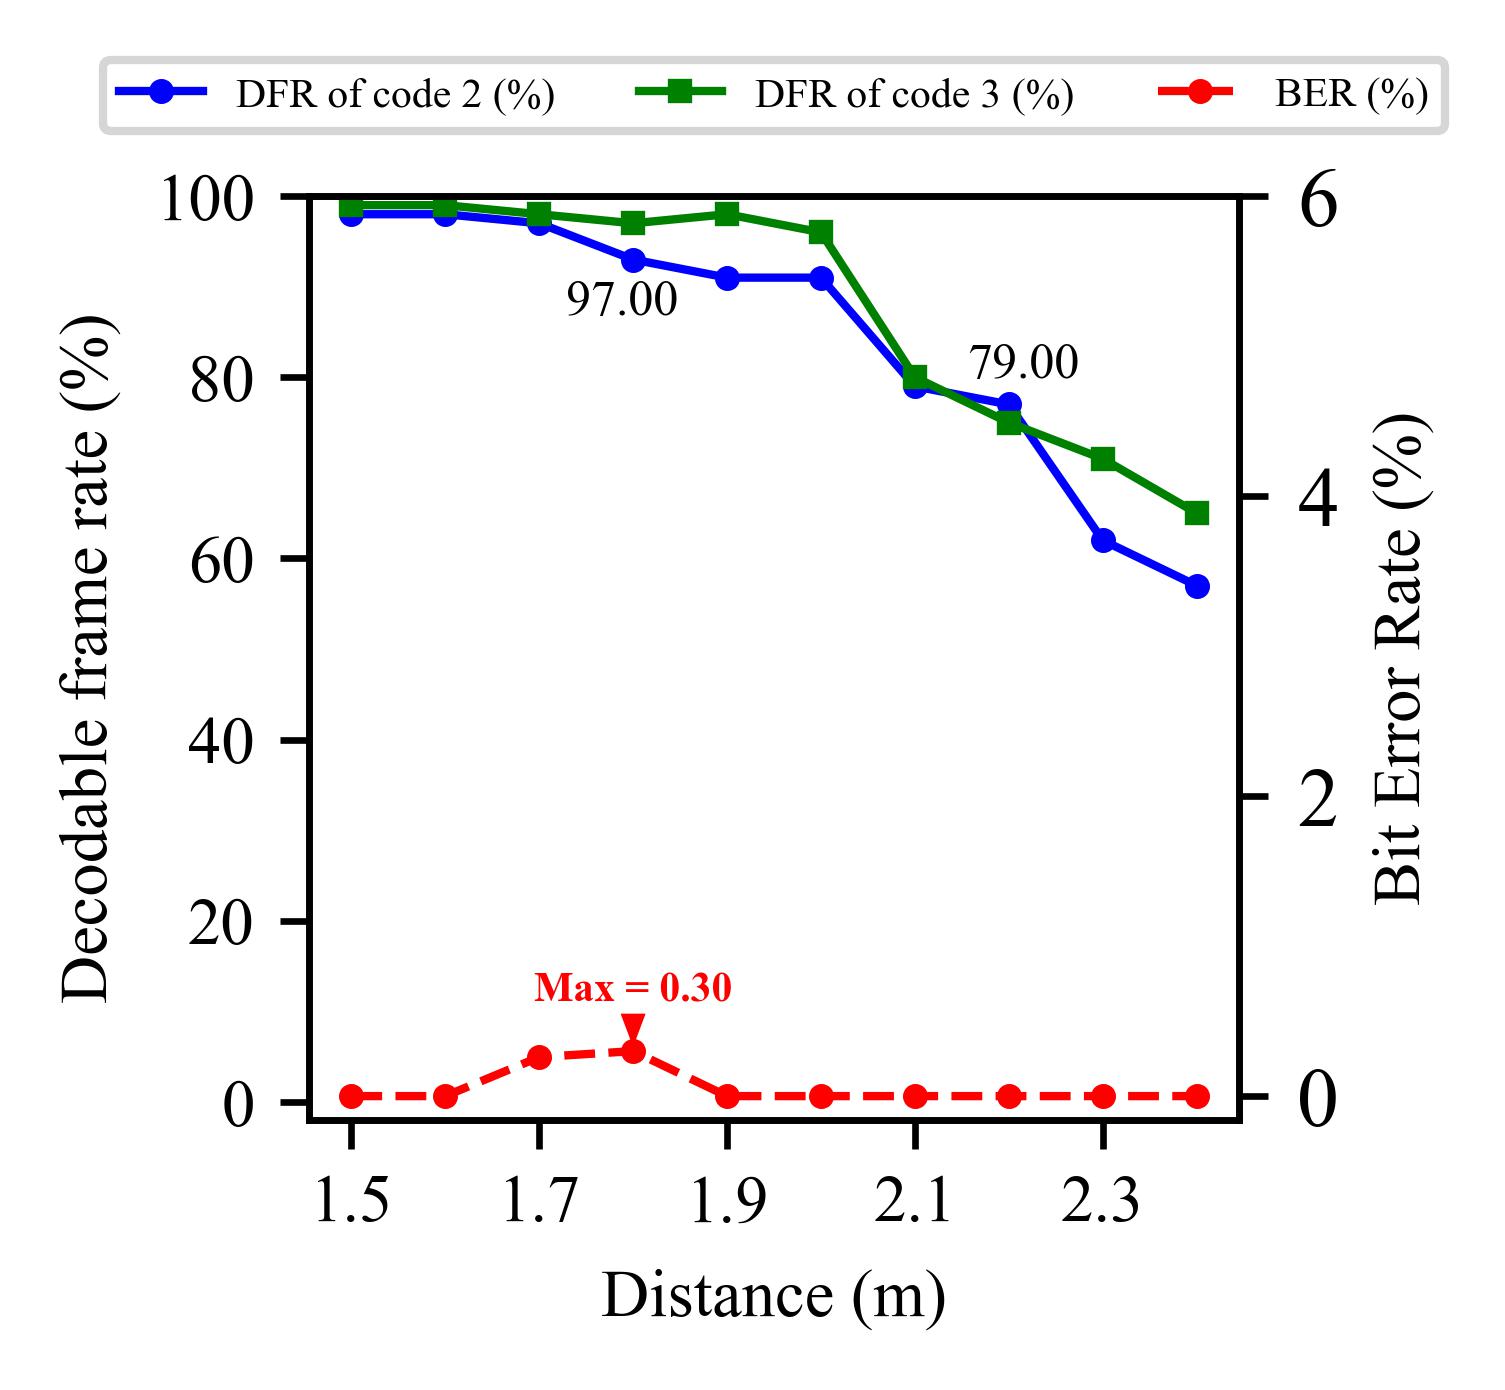 DFR of code 2 (%) DFR of code 3 (%) BER (%)
100
80
60
40
20
0
Decodable frame rate (%)
97.00
79.00
Max = 0.30
6
4
2
0
Bit Error Rate (%)
1.5 1.7 1.9 2.1 2.3
Distance (m)